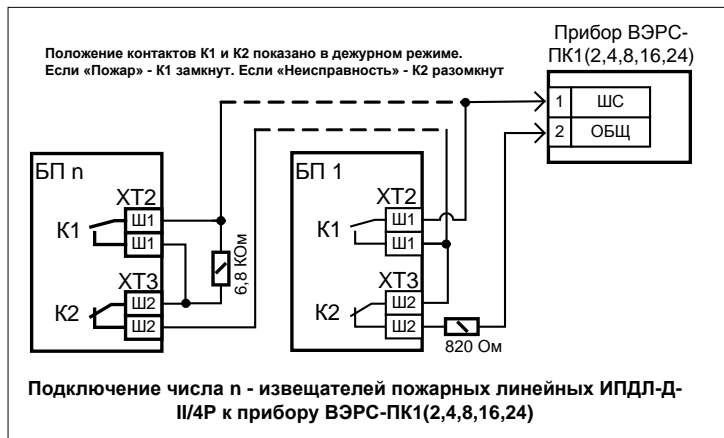 Прибор ВЭРС-
ПК1(2,4,8,16,24)
Положение контактов К1 и К2 показано в дежурном режиме.
Если «Пожар» - К1 замкнут. Если «Неисправность» - К2 разомкнут
1 ШС
2 ОБЩ
БП n
ХТ2
К1
Ш1
Ш1
ХТ3
К2
Ш2
Ш2
6,8 КОм
БП 1
ХТ2
К1
Ш1
Ш1
ХТ3
К2
Ш2
Ш2
820 Ом
Подключение числа n - извещателей пожарных линейных ИПДЛ-Д-
II/4Р к прибору ВЭРС-ПК1(2,4,8,16,24)